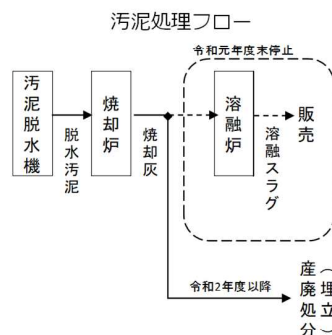 汚泥処理フロー
令和元年度末停止
汚泥脱水機
脱水汚泥
焼却炉
焼却灰
溶融炉
溶融スラグ
販売
令和2年度以降
産廃処分
（埋立）